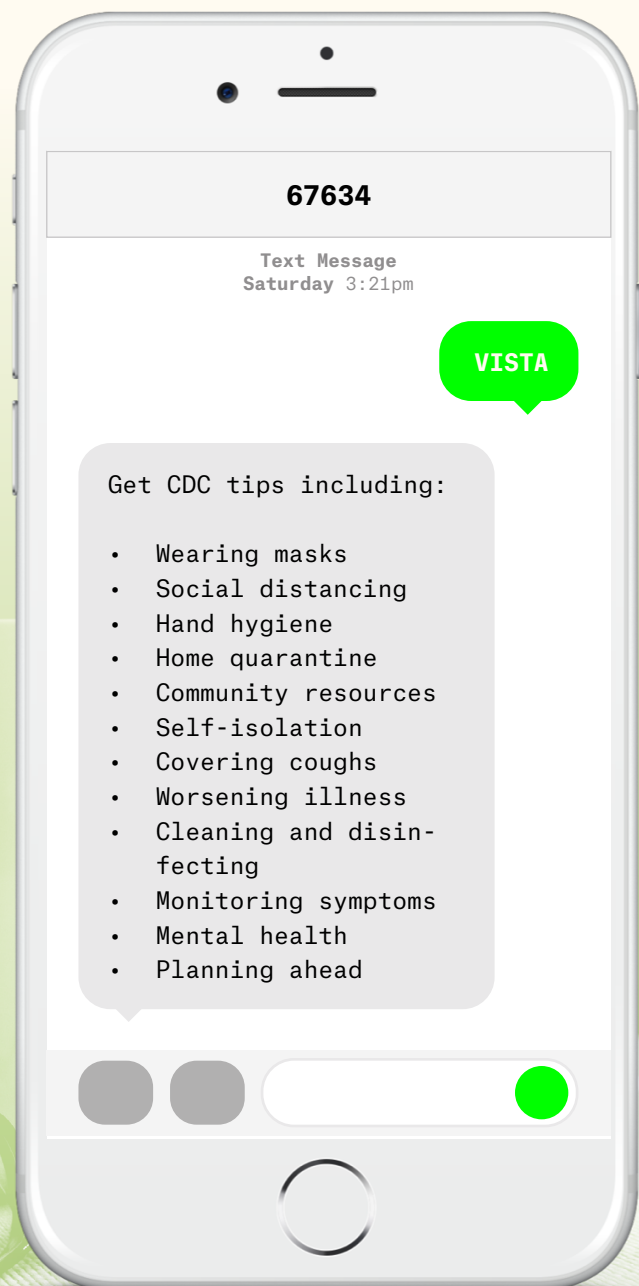 67634
Text Message
Saturday 3:21pm
VISTA
Get CDC tips including:
• Wearing masks
• Social distancing
• Hand hygiene
• Home quarantine
• Community resources
• Self-isolation
• Covering coughs
• Worsening illness
• Cleaning and disin-
fecting
• Monitoring symptoms
• Mental health
• Planning ahead